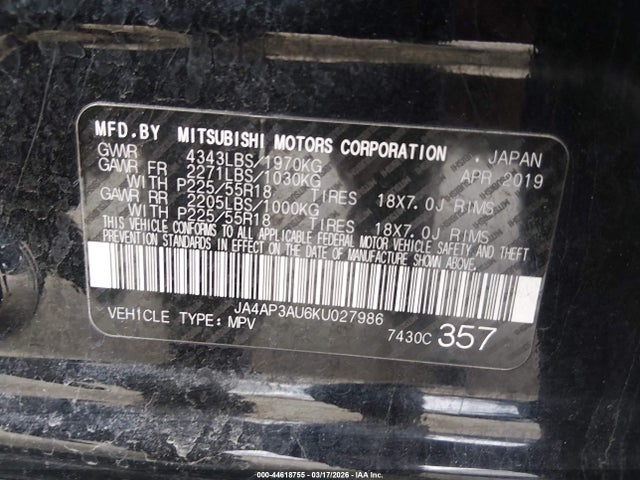 MFD.BY MITSUBISHI MOTORS CORPORATION . JAPAN
GVWR 4343LBS/1970KG APR.2019
GAWR FR 2271LBS/1030KG
WITH P225/55R18 TIRES 18X7.0J RIMS
GAWR RR 2205LBS/1000KG
WITH P225/55R18 TIRES 18X7.0J RIMS
THIS VEHICLE CONFORMS TO ALL APPLICABLE FEDERAL MOTOR VEHICLE SAFETY AND THEFT
PREVENTION STANDARDS IN EFFECT ON THE DATE OF MANUFACTURE SHOWN ABOVE.
JA4AP3AU6KU027986
VEHICLE TYPE: MPV 7430C 357
000-44618755 - 03/17/2026 - © IAA Inc.